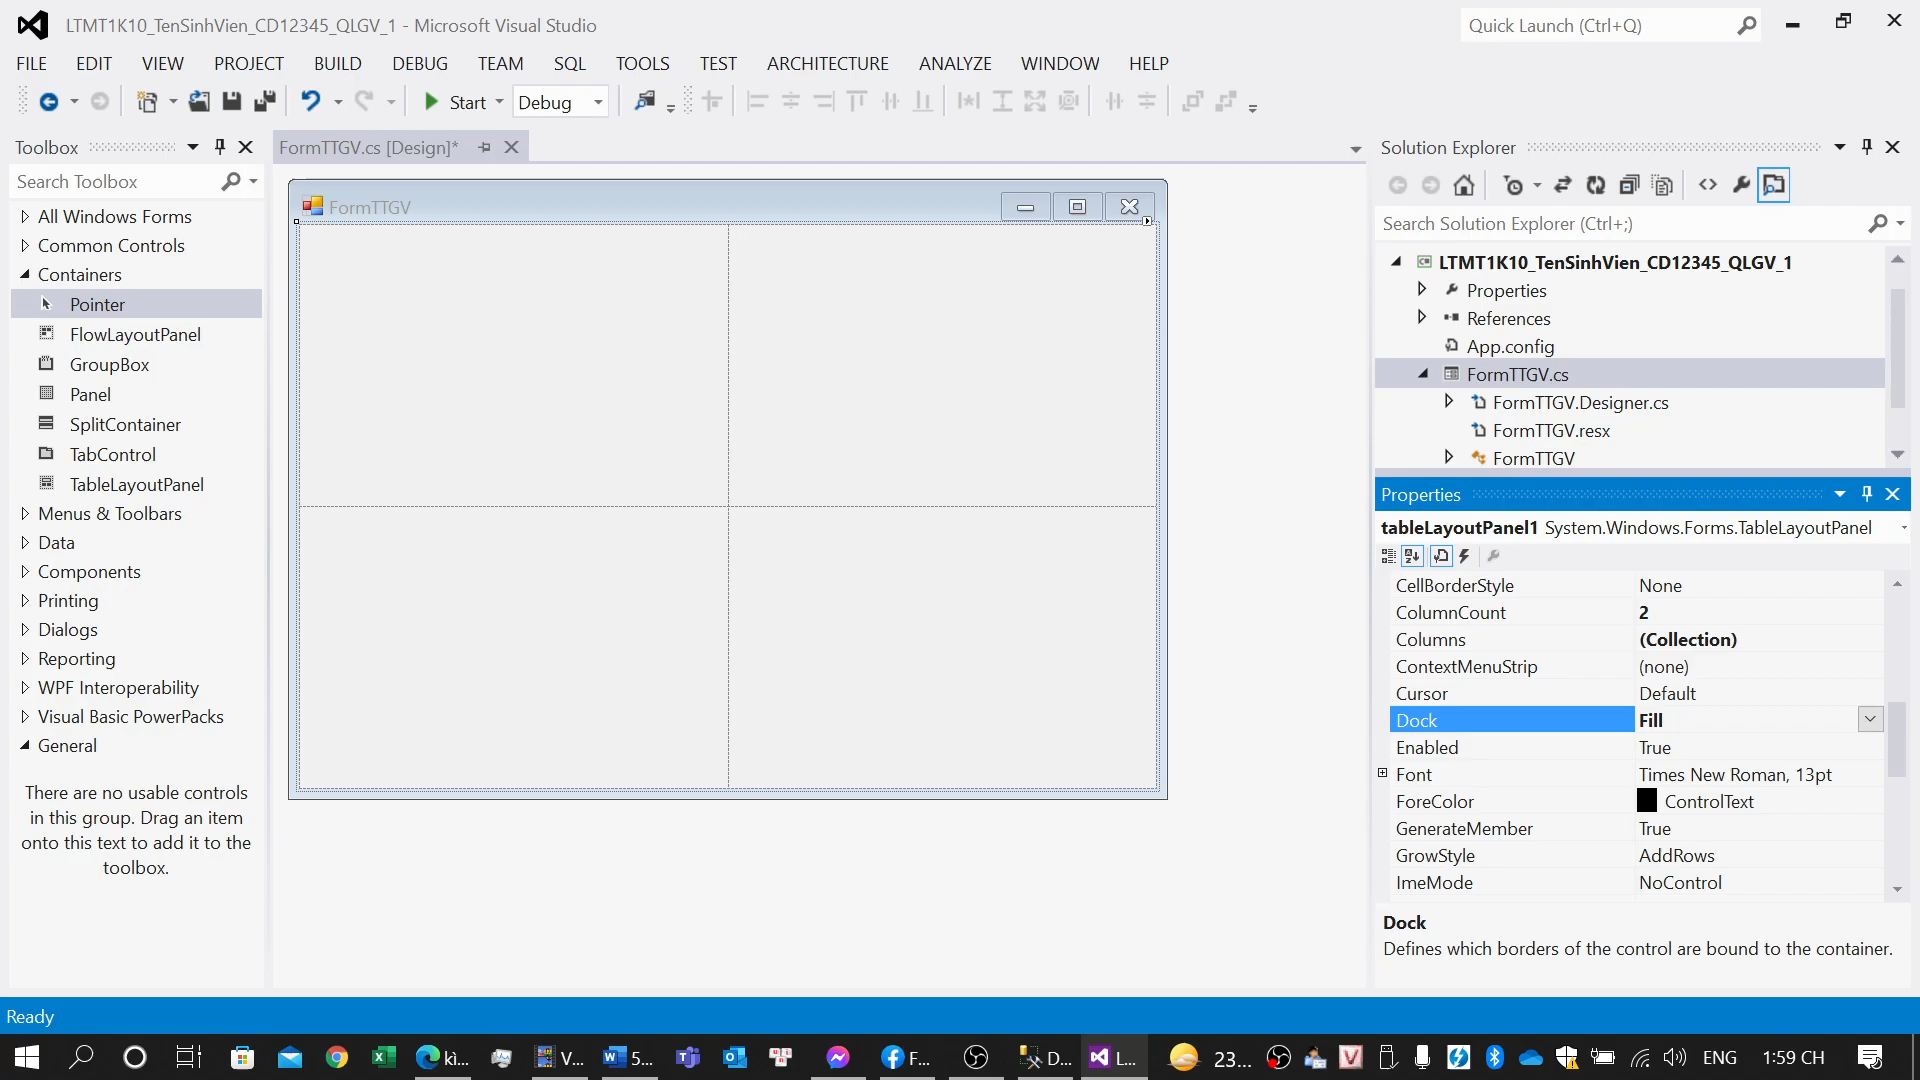 LTMT1K10_TenSinhVien_CD12345_QLGV_1 - Microsoft Visual Studio
Quick Launch (Ctrl+Q)
FILE EDIT VIEW PROJECT BUILD DEBUG TEAM SQL TOOLS TEST ARCHITECTURE ANALYZE WINDOW HELP
Start Debug
Toolbox
Search Toolbox
All Windows Forms
Common Controls
Containers
Pointer
FlowLayoutPanel
GroupBox
Panel
SplitContainer
TabControl
TableLayoutPanel
Menus & Toolbars
Data
Components
Printing
Dialogs
Reporting
WPF Interoperability
Visual Basic PowerPacks
General
There are no usable controls
in this group. Drag an item
onto this text to add it to the
toolbox.
FormTTGV.cs [Design]*
FormTTGV
Solution Explorer
Search Solution Explorer (Ctrl+;)
LTMT1K10_TenSinhVien_CD12345_QLGV_1
Properties
References
App.config
FormTTGV.cs
FormTTGV.Designer.cs
FormTTGV.resx
FormTTGV
Properties
tableLayoutPanel1 System.Windows.Forms.TableLayoutPanel
CellBorderStyle None
ColumnCount 2
Columns (Collection)
ContextMenuStrip (none)
Cursor Default
Dock Fill
Enabled True
Font Times New Roman, 13pt
ForeColor ControlText
GenerateMember True
GrowStyle AddRows
ImeMode NoControl
Dock
Defines which borders of the control are bound to the container.
Ready
kì... V... 5... F... D... L... 23... ENG 1:59 CH